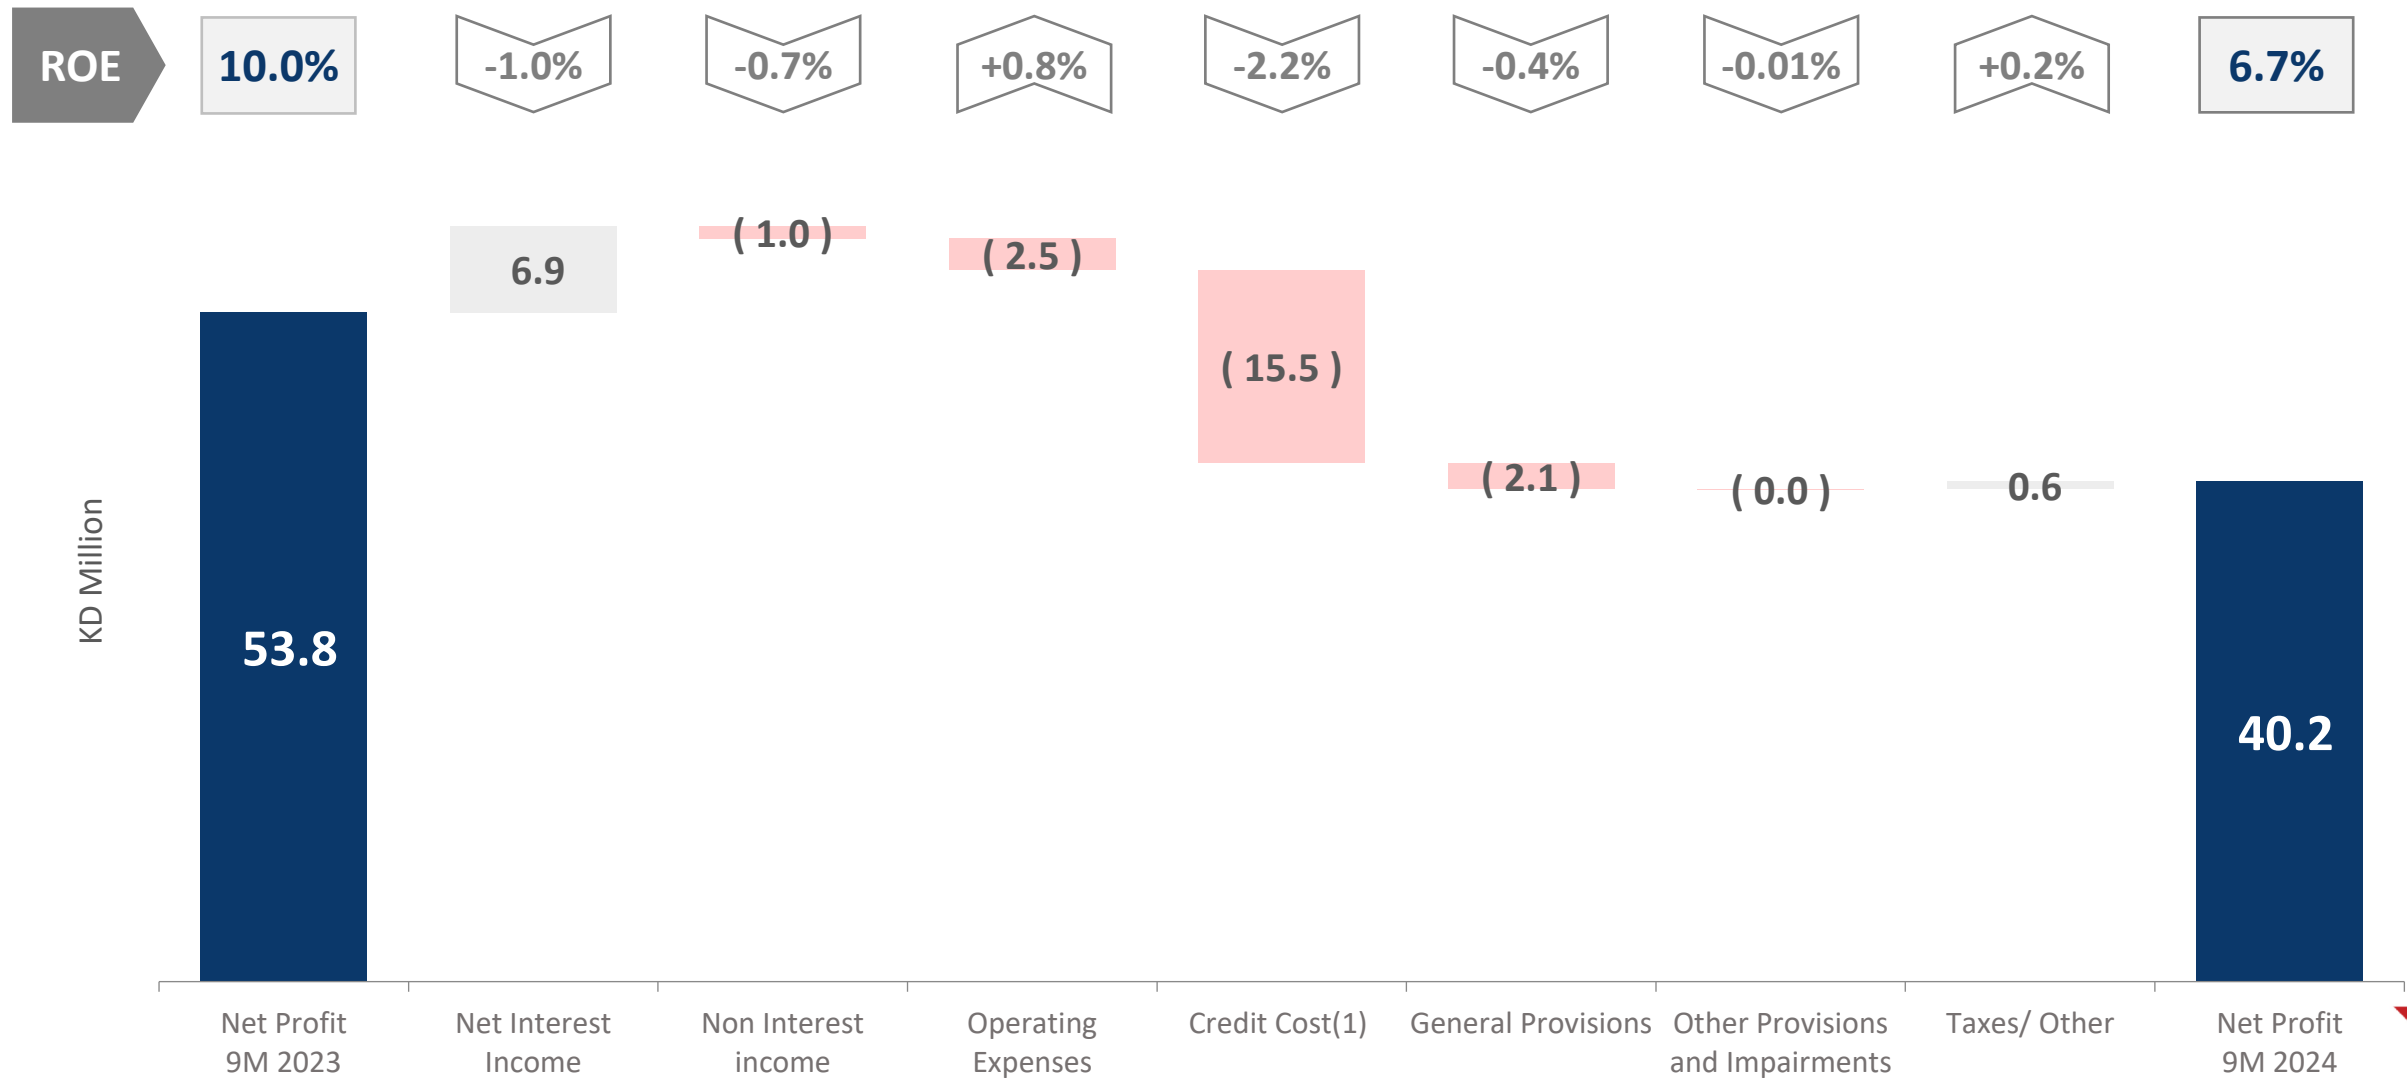 ROE
10.0%
-1.0%
-0.7%
+0.8%
-2.2%
-0.4%
-0.01%
+0.2%
6.7%
KD Million
53.8
6.9
( 1.0 )
( 2.5 )
( 15.5 )
( 2.1 )
( 0.0 )
0.6
40.2
Net Profit
9M 2023
Net Interest
Income
Non Interest
income
Operating
Expenses
Credit Cost(1)
General Provisions
Other Provisions
and Impairments
Taxes/ Other
Net Profit
9M 2024